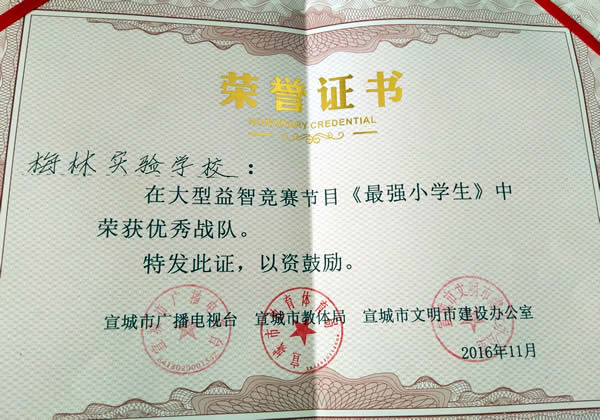 荣誉证书
HONORARY CREDENTIAL
梅林实验学校：
在大型益智竞赛节目《最强小学生》中
荣获优秀战队。
特发此证，以资鼓励。
宣城市广播电视台 宣城市教体局 宣城市文明市建设办公室
2016年11月